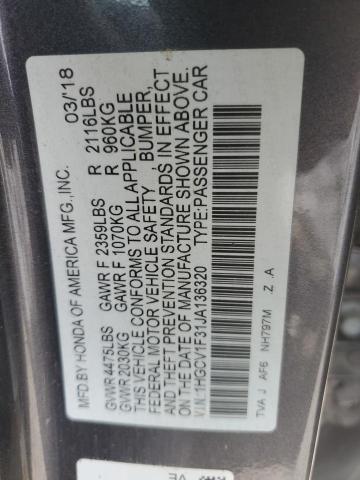 MFD.BY HONDA OF AMERICA MFG.,INC. 03/'18
GVWR 4475LBS GAWR F 2359LBS R 2116LBS
GVWR 2030KG GAWR F 1070KG R 960KG
THIS VEHICLE CONFORMS TO ALL APPLICABLE
FEDERAL MOTOR VEHICLE SAFETY, BUMPER,
AND THEFT PREVENTION STANDARDS IN EFFECT
ON THE DATE OF MANUFACTURE SHOWN ABOVE.
V.I.N.: 1HGCV1F31JA136320 TYPE:PASSENGER CAR
TVA J AF6 NH797M .Z .A
VE